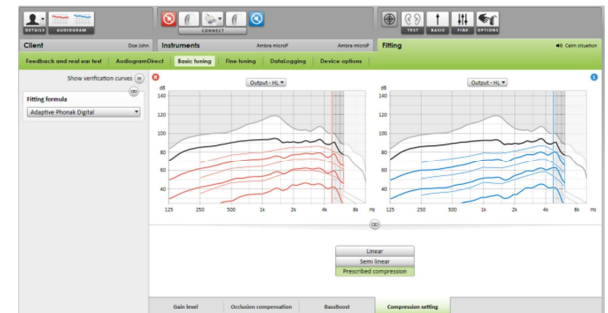 DETAILS AUDIOGRAM CONNECT TEST BASIC FINE OPTIONS
Client Doe John Instruments Ambra microP Ambra microP Fitting Calm situation
Feedback and real ear test AudiogramDirect Basic tuning Fine tuning DataLogging Device options
Show verification curves
Fitting formula
Adaptive Phonak Digital
Output - HL Output - HL
dB dB
140 140
120 120
100 100
80 80
60 60
40 40
125 250 500 1k 2k 4k 8k Hz 125 250 500 1k 2k 4k 8k Hz
Linear
Semi linear
Prescribed compression
Gain level Occlusion compensation BassBoost Compression setting